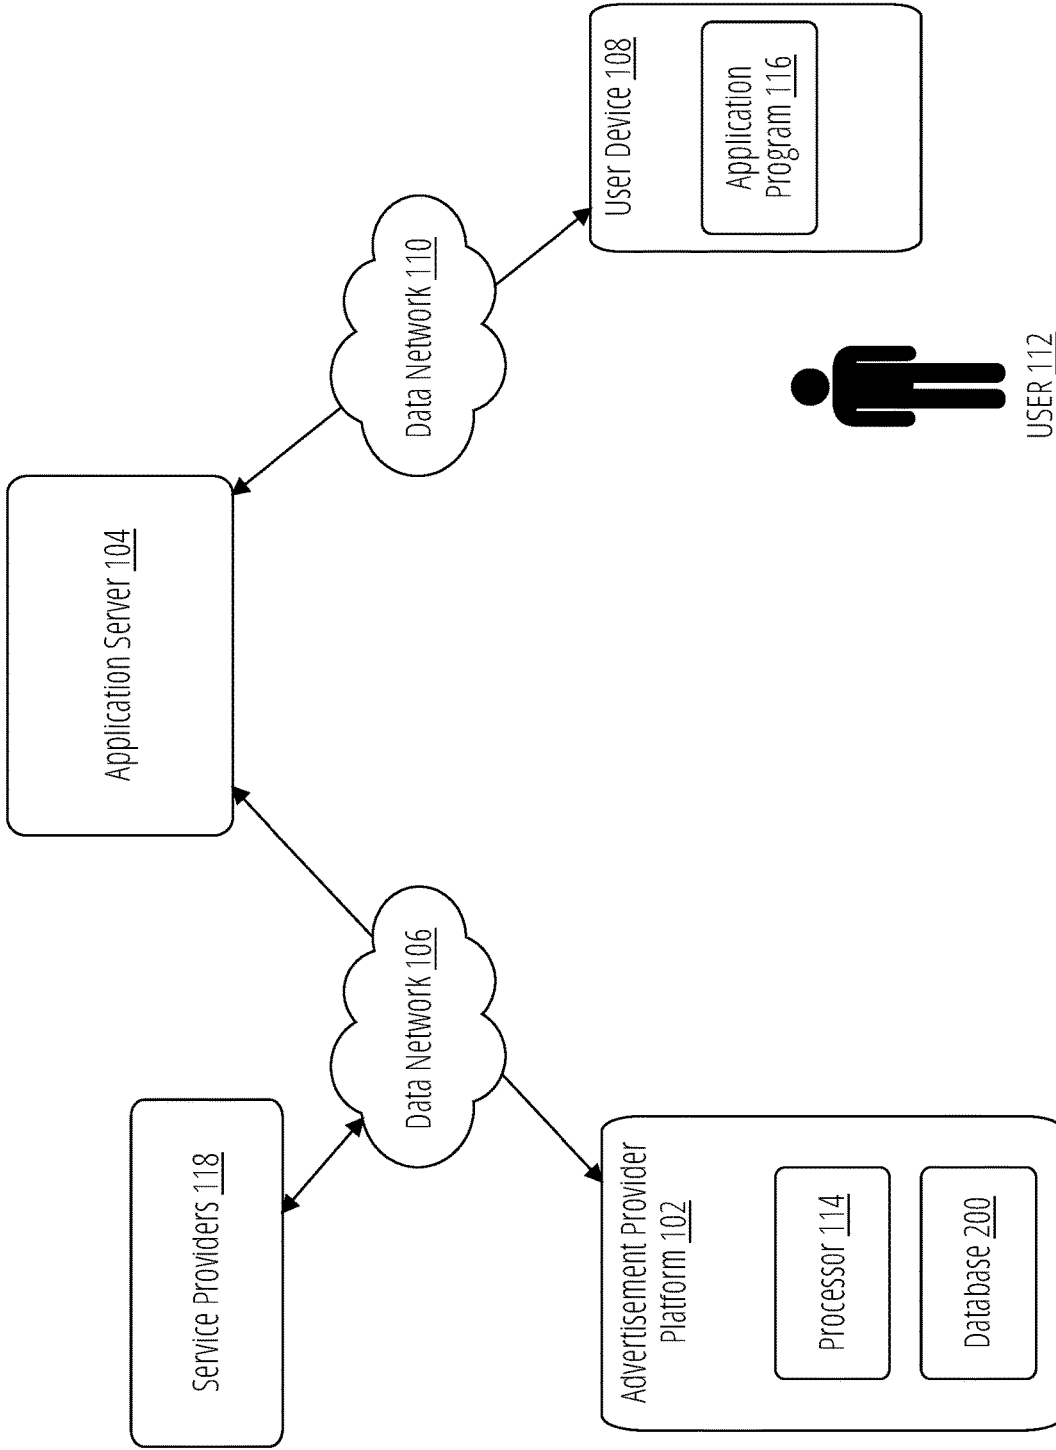 Service Providers 118
Application Server 104
Data Network 106
Data Network 110
Advertisement Provider
Platform 102
Processor 114
Database 200
User Device 108
Application
Program 116
USER 112